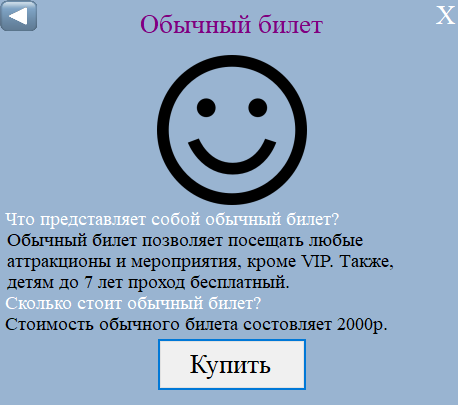 Обычный билет
X
Что представляет собой обычный билет?
Обычный билет позволяет посещать любые
аттракционы и мероприятия, кроме VIP. Также,
детям до 7 лет проход бесплатный.
Сколько стоит обычный билет?
Стоимость обычного билета состовляет 2000р.
Купить